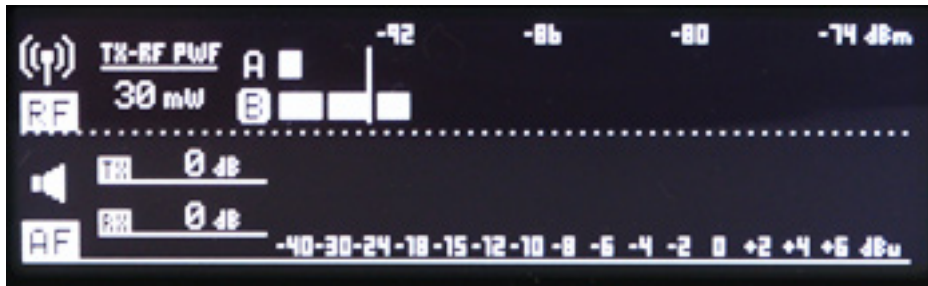 -92 -86 -80 -74 dBm
TX-RF PWF
A
30 mW
B
RF
TX 0 dB
RX 0 dB
AF
-40-30-24-18-15-12-10 -8 -6 -4 -2 0 +2 +4 +6 dBu